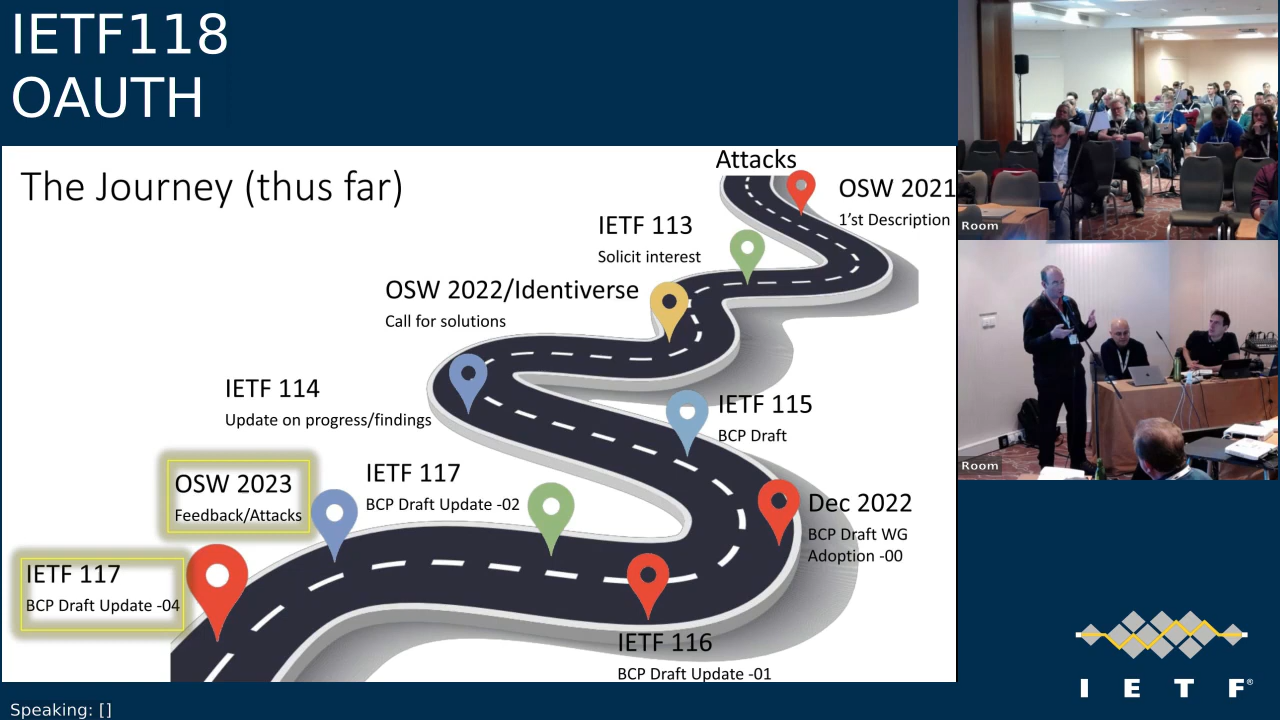 IETF118
OAUTH
The Journey (thus far)
Attacks
OSW 2021
1’st Description
IETF 113
Solicit interest
OSW 2022/Identiverse
Call for solutions
IETF 114
Update on progress/findings
IETF 115
BCP Draft
IETF 117
BCP Draft Update -02
OSW 2023
Feedback/Attacks
Dec 2022
BCP Draft WG
Adoption -00
IETF 117
BCP Draft Update -04
IETF 116
BCP Draft Update -01
Room
Room
I E T F®
Speaking: []